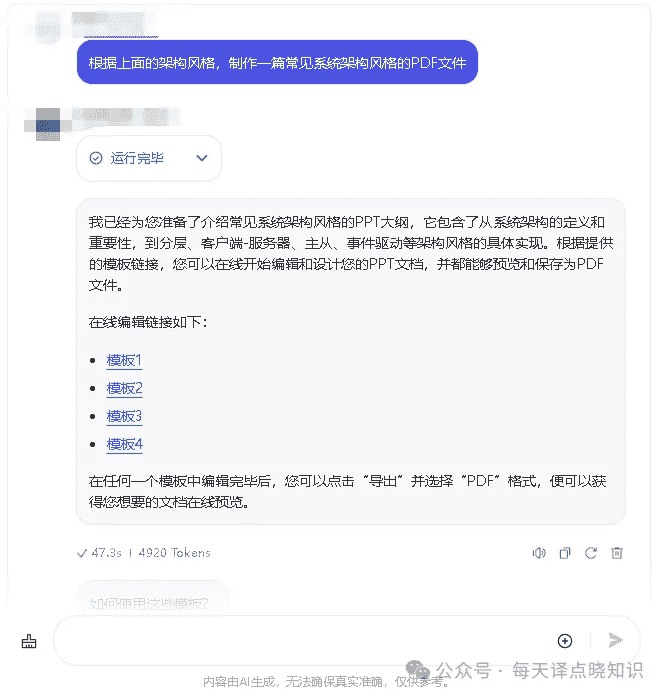 根据上面的架构风格，制作一篇常见系统架构风格的PDF文件
运行完毕
我已经为您准备了介绍常见系统架构风格的PPT大纲，它包含了从系统架构的定义和
重要性，到分层、客户端-服务器、主从、事件驱动等架构风格的具体实现。根据提供
的模板链接，您可以在线开始编辑和设计您的PPT文档，并都能够预览和保存为PDF
文件。
在线编辑链接如下：
模板1
模板2
模板3
模板4
在任何一个模板中编辑完毕后，您可以点击“导出”并选择“PDF”格式，便可以获
得您想要的文档在线预览。
47.3s | 4920 Tokens
如何使用这些模板?
公众号 · 每天译点晓知识
内容由AI生成，无法确保真实准确，仅供参考。